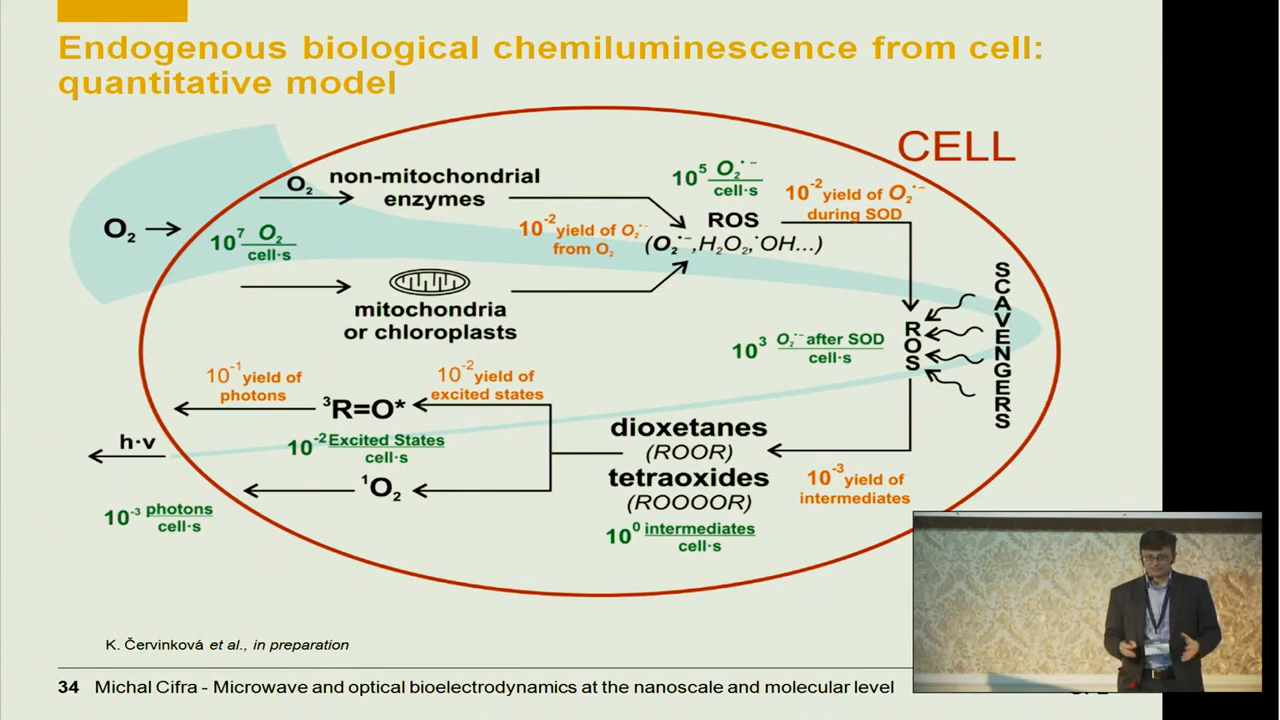 Endogenous biological chemiluminescence from cell:
quantitative model
CELL
O₂
O₂
non-mitochondrial
enzymes
10⁷ O₂
cell·s
10⁻² yield of O₂•⁻
from O₂
10⁵ O₂•⁻
cell·s
ROS
(O₂•⁻,H₂O₂,•OH...)
10⁻² yield of O₂•⁻
during SOD
mitochondria
or chloroplasts
10³ O₂•⁻ after SOD
cell·s
ROS
SCAVENGERS
10⁻¹ yield of
photons
³R=O*
10⁻² yield of
excited states
10⁻² Excited States
cell·s
h·ν
¹O₂
10⁻³ photons
cell·s
dioxetanes
(ROOR)
tetraoxides
(ROOOOR)
10⁰ intermediates
cell·s
10⁻³ yield of
intermediates
K. Červinková et al., in preparation
34 Michal Cifra - Microwave and optical bioelectrodynamics at the nanoscale and molecular level